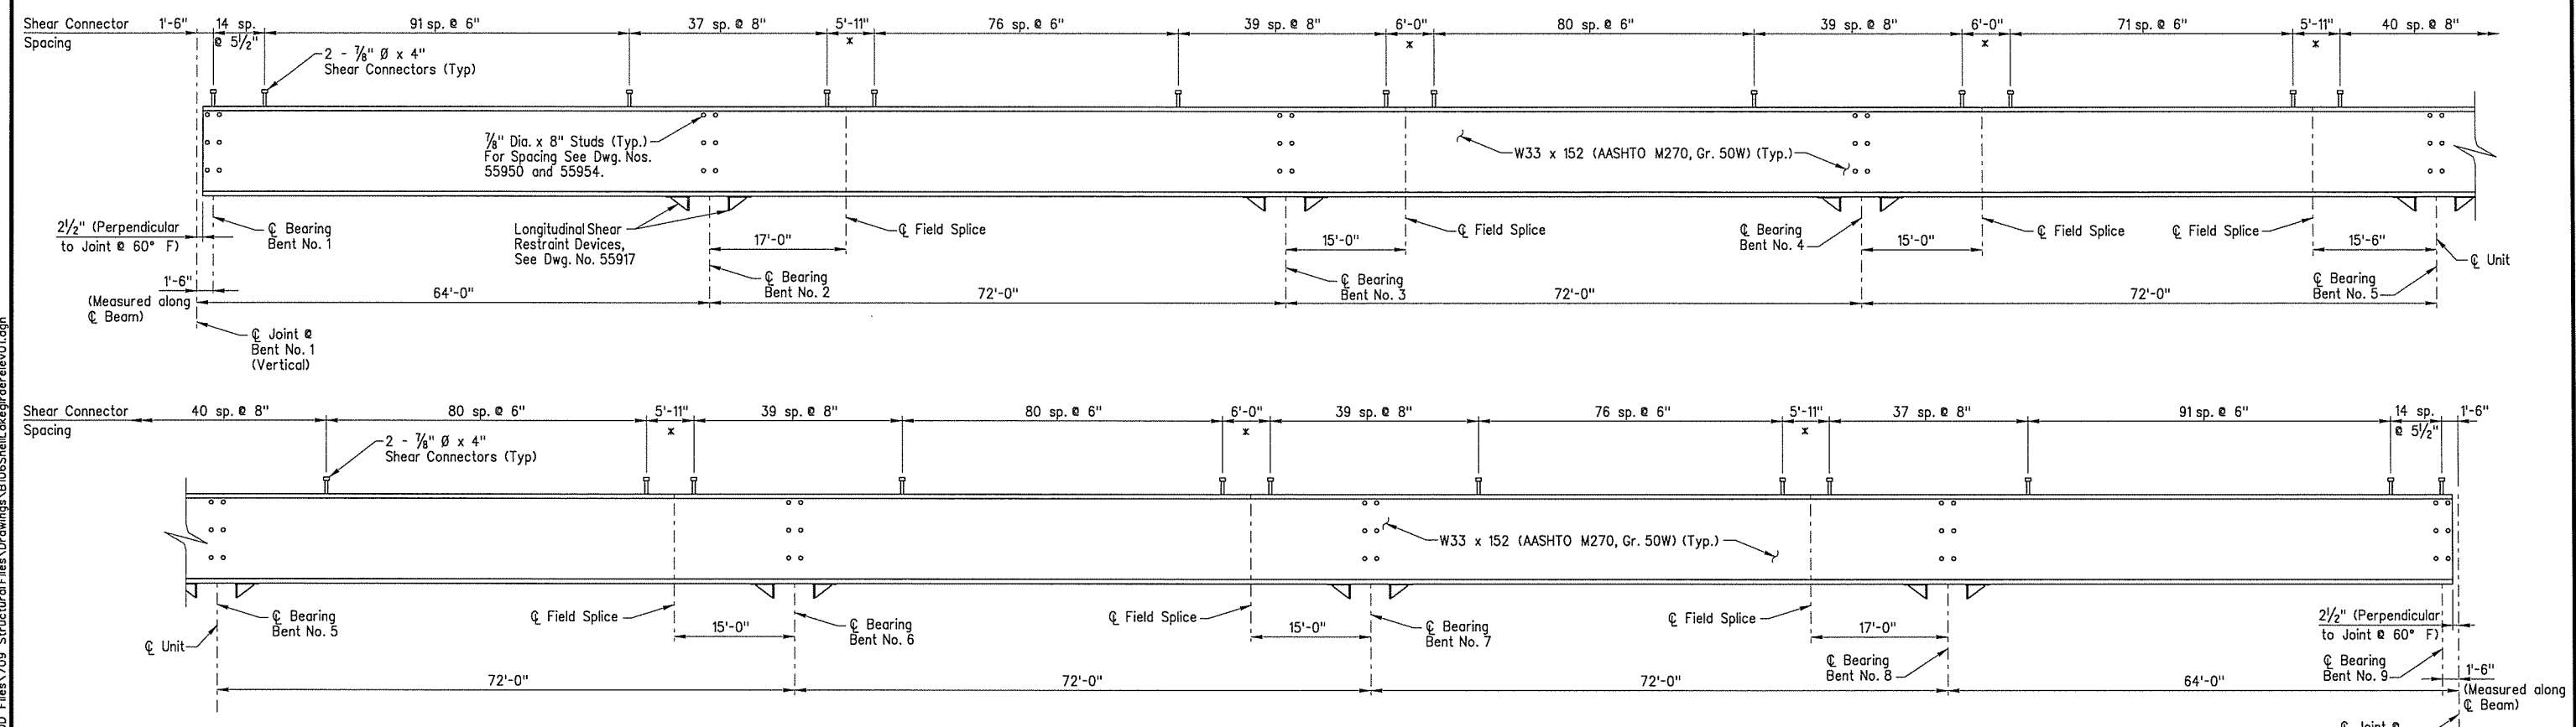 Shear Connector 1'-6" 14 sp. 91 sp. @ 6" 37 sp. @ 8" 5'-11" 76 sp. @ 6" 39 sp. @ 8" 6'-0" 80 sp. @ 6" 39 sp. @ 8" 6'-0" 71 sp. @ 6" 5'-11" 40 sp. @ 8"
Spacing @ 5½" * * * *
2 - ⅞" Ø x 4"
Shear Connectors (Typ)
⅞" Dia. x 8" Studs (Typ.)
For Spacing See Dwg. Nos.
55950 and 55954.
W33 x 152 (AASHTO M270, Gr. 50W) (Typ.)
2½" (Perpendicular
to Joint @ 60° F)
℄ Bearing
Bent No. 1
Longitudinal Shear
Restraint Devices,
See Dwg. No. 55917
17'-0"
℄ Field Splice
15'-0"
℄ Field Splice
℄ Bearing
Bent No. 4
15'-0"
℄ Field Splice
℄ Field Splice
15'-6"
℄ Unit
1'-6"
(Measured along
℄ Beam)
64'-0"
℄ Bearing
Bent No. 2
72'-0"
℄ Bearing
Bent No. 3
72'-0"
72'-0"
℄ Bearing
Bent No. 5
℄ Joint @
Bent No. 1
(Vertical)
Shear Connector 40 sp. @ 8" 80 sp. @ 6" 5'-11" 39 sp. @ 8" 80 sp. @ 6" 6'-0" 39 sp. @ 8" 76 sp. @ 6" 5'-11" 37 sp. @ 8" 91 sp. @ 6" 14 sp. 1'-6"
Spacing * * * @ 5½"
2 - ⅞" Ø x 4"
Shear Connectors (Typ)
W33 x 152 (AASHTO M270, Gr. 50W) (Typ.)
℄ Bearing
Bent No. 5
℄ Unit
℄ Field Splice
15'-0"
℄ Bearing
Bent No. 6
℄ Field Splice
15'-0"
℄ Bearing
Bent No. 7
℄ Field Splice
17'-0"
℄ Bearing
Bent No. 8
2½" (Perpendicular
to Joint @ 60° F)
℄ Bearing
Bent No. 9
1'-6"
(Measured along
℄ Beam)
72'-0"
72'-0"
72'-0"
64'-0"
℄ Joint @